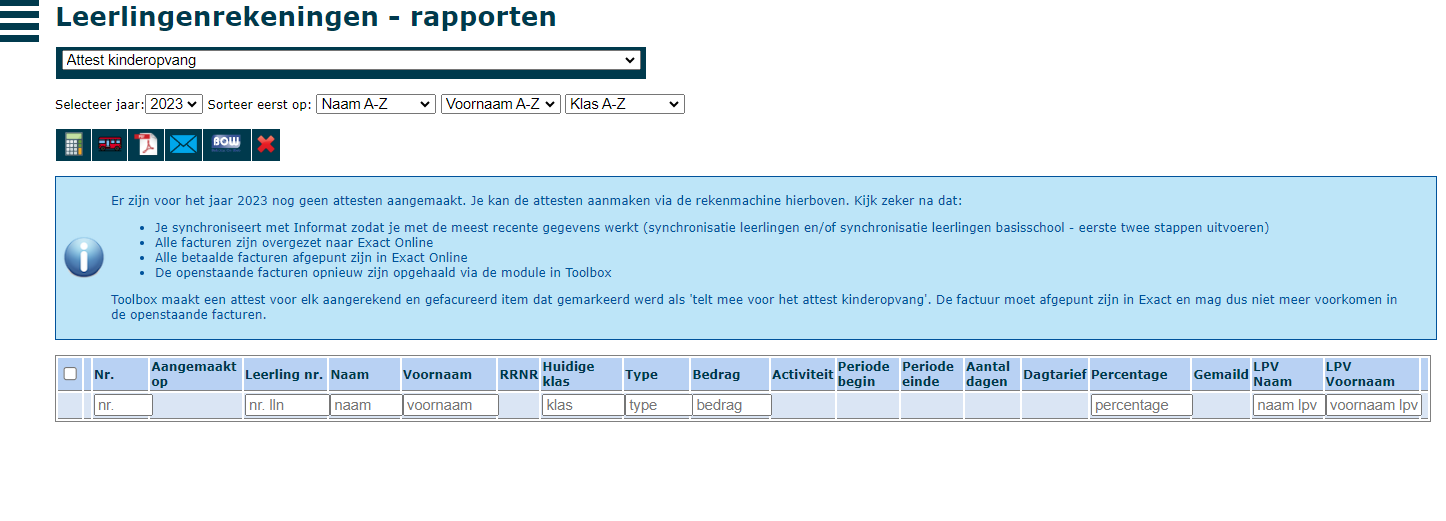 Leerlingenrekeningen - rapporten
Attest kinderopvang
Selecteer jaar: 2023 Sorteer eerst op: Naam A-Z Voornaam A-Z Klas A-Z
BOW
Er zijn voor het jaar 2023 nog geen attesten aangemaakt. Je kan de attesten aanmaken via de rekenmachine hierboven. Kijk zeker na dat:
• Je synchroniseert met Informat zodat je met de meest recente gegevens werkt (synchronisatie leerlingen en/of synchronisatie leerlingen basisschool - eerste twee stappen uitvoeren)
• Alle facturen zijn overgezet naar Exact Online
• Alle betaalde facturen afgepunt zijn in Exact Online
• De openstaande facturen opnieuw zijn opgehaald via de module in Toolbox
Toolbox maakt een attest voor elk aangerekend en gefacureerd item dat gemarkeerd werd als 'telt mee voor het attest kinderopvang'. De factuur moet afgepunt zijn in Exact en mag dus niet meer voorkomen in
de openstaande facturen.
Nr. Aangemaakt op Leerling nr. Naam Voornaam RRNR Huidige klas Type Bedrag Activiteit Periode begin Periode einde Aantal dagen Dagtarief Percentage Gemaild LPV Naam LPV Voornaam
nr. nr. lln naam voornaam klas type bedrag percentage naam lpv voornaam lpv